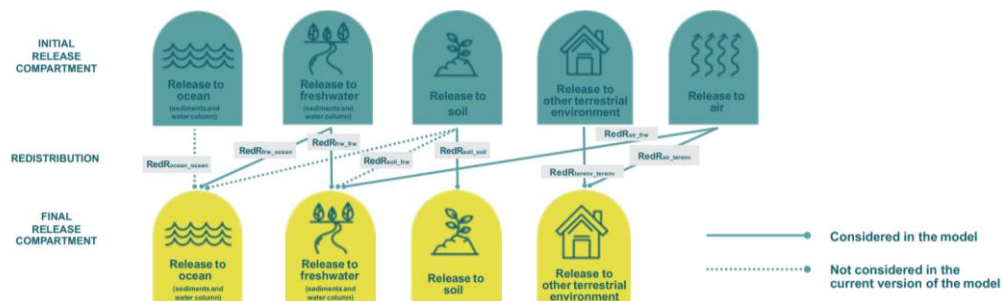 INITIAL
RELEASE
COMPARTMENT
Release to
ocean
(sediments and
water column)
Release to
freshwater
(sediments and
water column)
Release to
soil
Release to
other terrestrial
environment
Release to
air
REDISTRIBUTION
RedRocean_ocean
RedRfrw_ocean
RedRfrw_frw
RedRsoil_frw
RedRsoil_soil
RedRair_frw
RedRair_terenv
RedRterenv_terenv
FINAL
RELEASE
COMPARTMENT
Release to
ocean
(sediments and
water column)
Release to
freshwater
(sediments and
water column)
Release to
soil
Release to
other terrestrial
environment
Considered in the model
Not considered in the
current version of the model